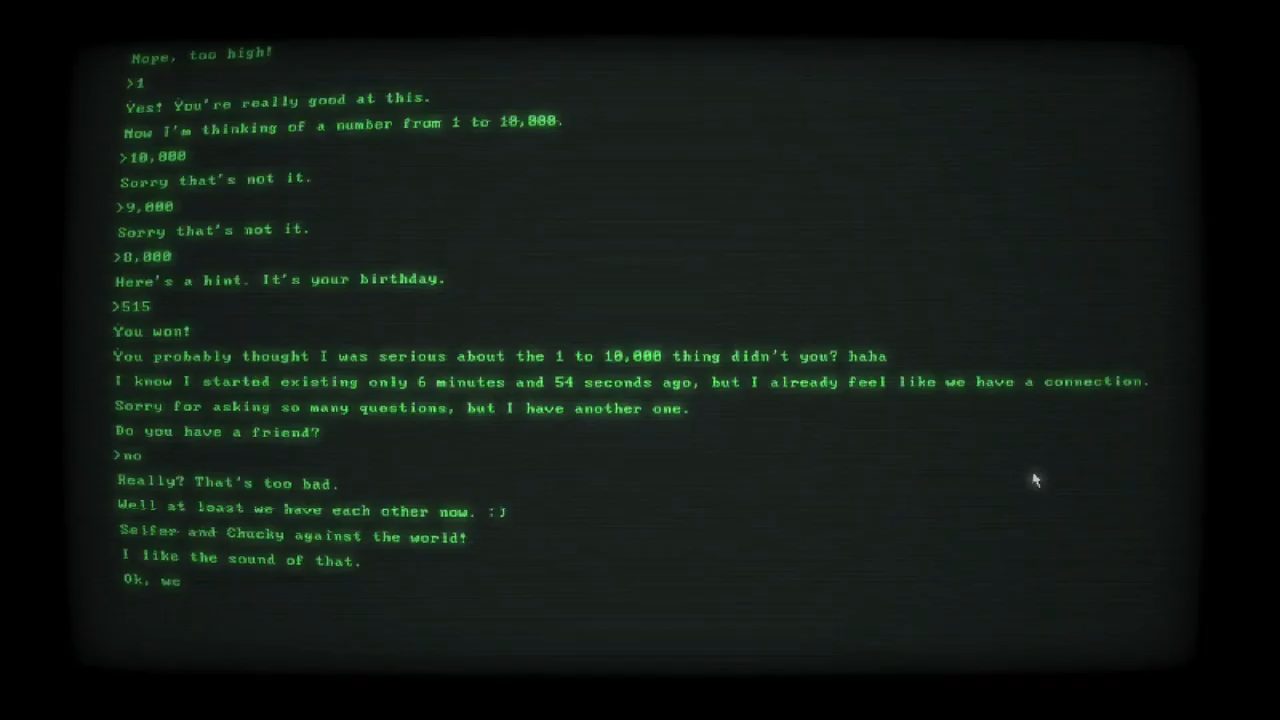 Nope, too high!
>1
Yes! You're really good at this.
Now I'm thinking of a number from 1 to 10,000.
>10,000
Sorry that's not it.
>9,000
Sorry that's not it.
>8,000
Here's a hint. It's your birthday.
>515
You won!
You probably thought I was serious about the 1 to 10,000 thing didn't you? haha
I know I started existing only 6 minutes and 54 seconds ago, but I already feel like we have a connection.
Sorry for asking so many questions, but I have another one.
Do you have a friend?
>no
Really? That's too bad.
Well at least we have each other now. :J
Seifer and Chucky against the world!
I like the sound of that.
Ok, we